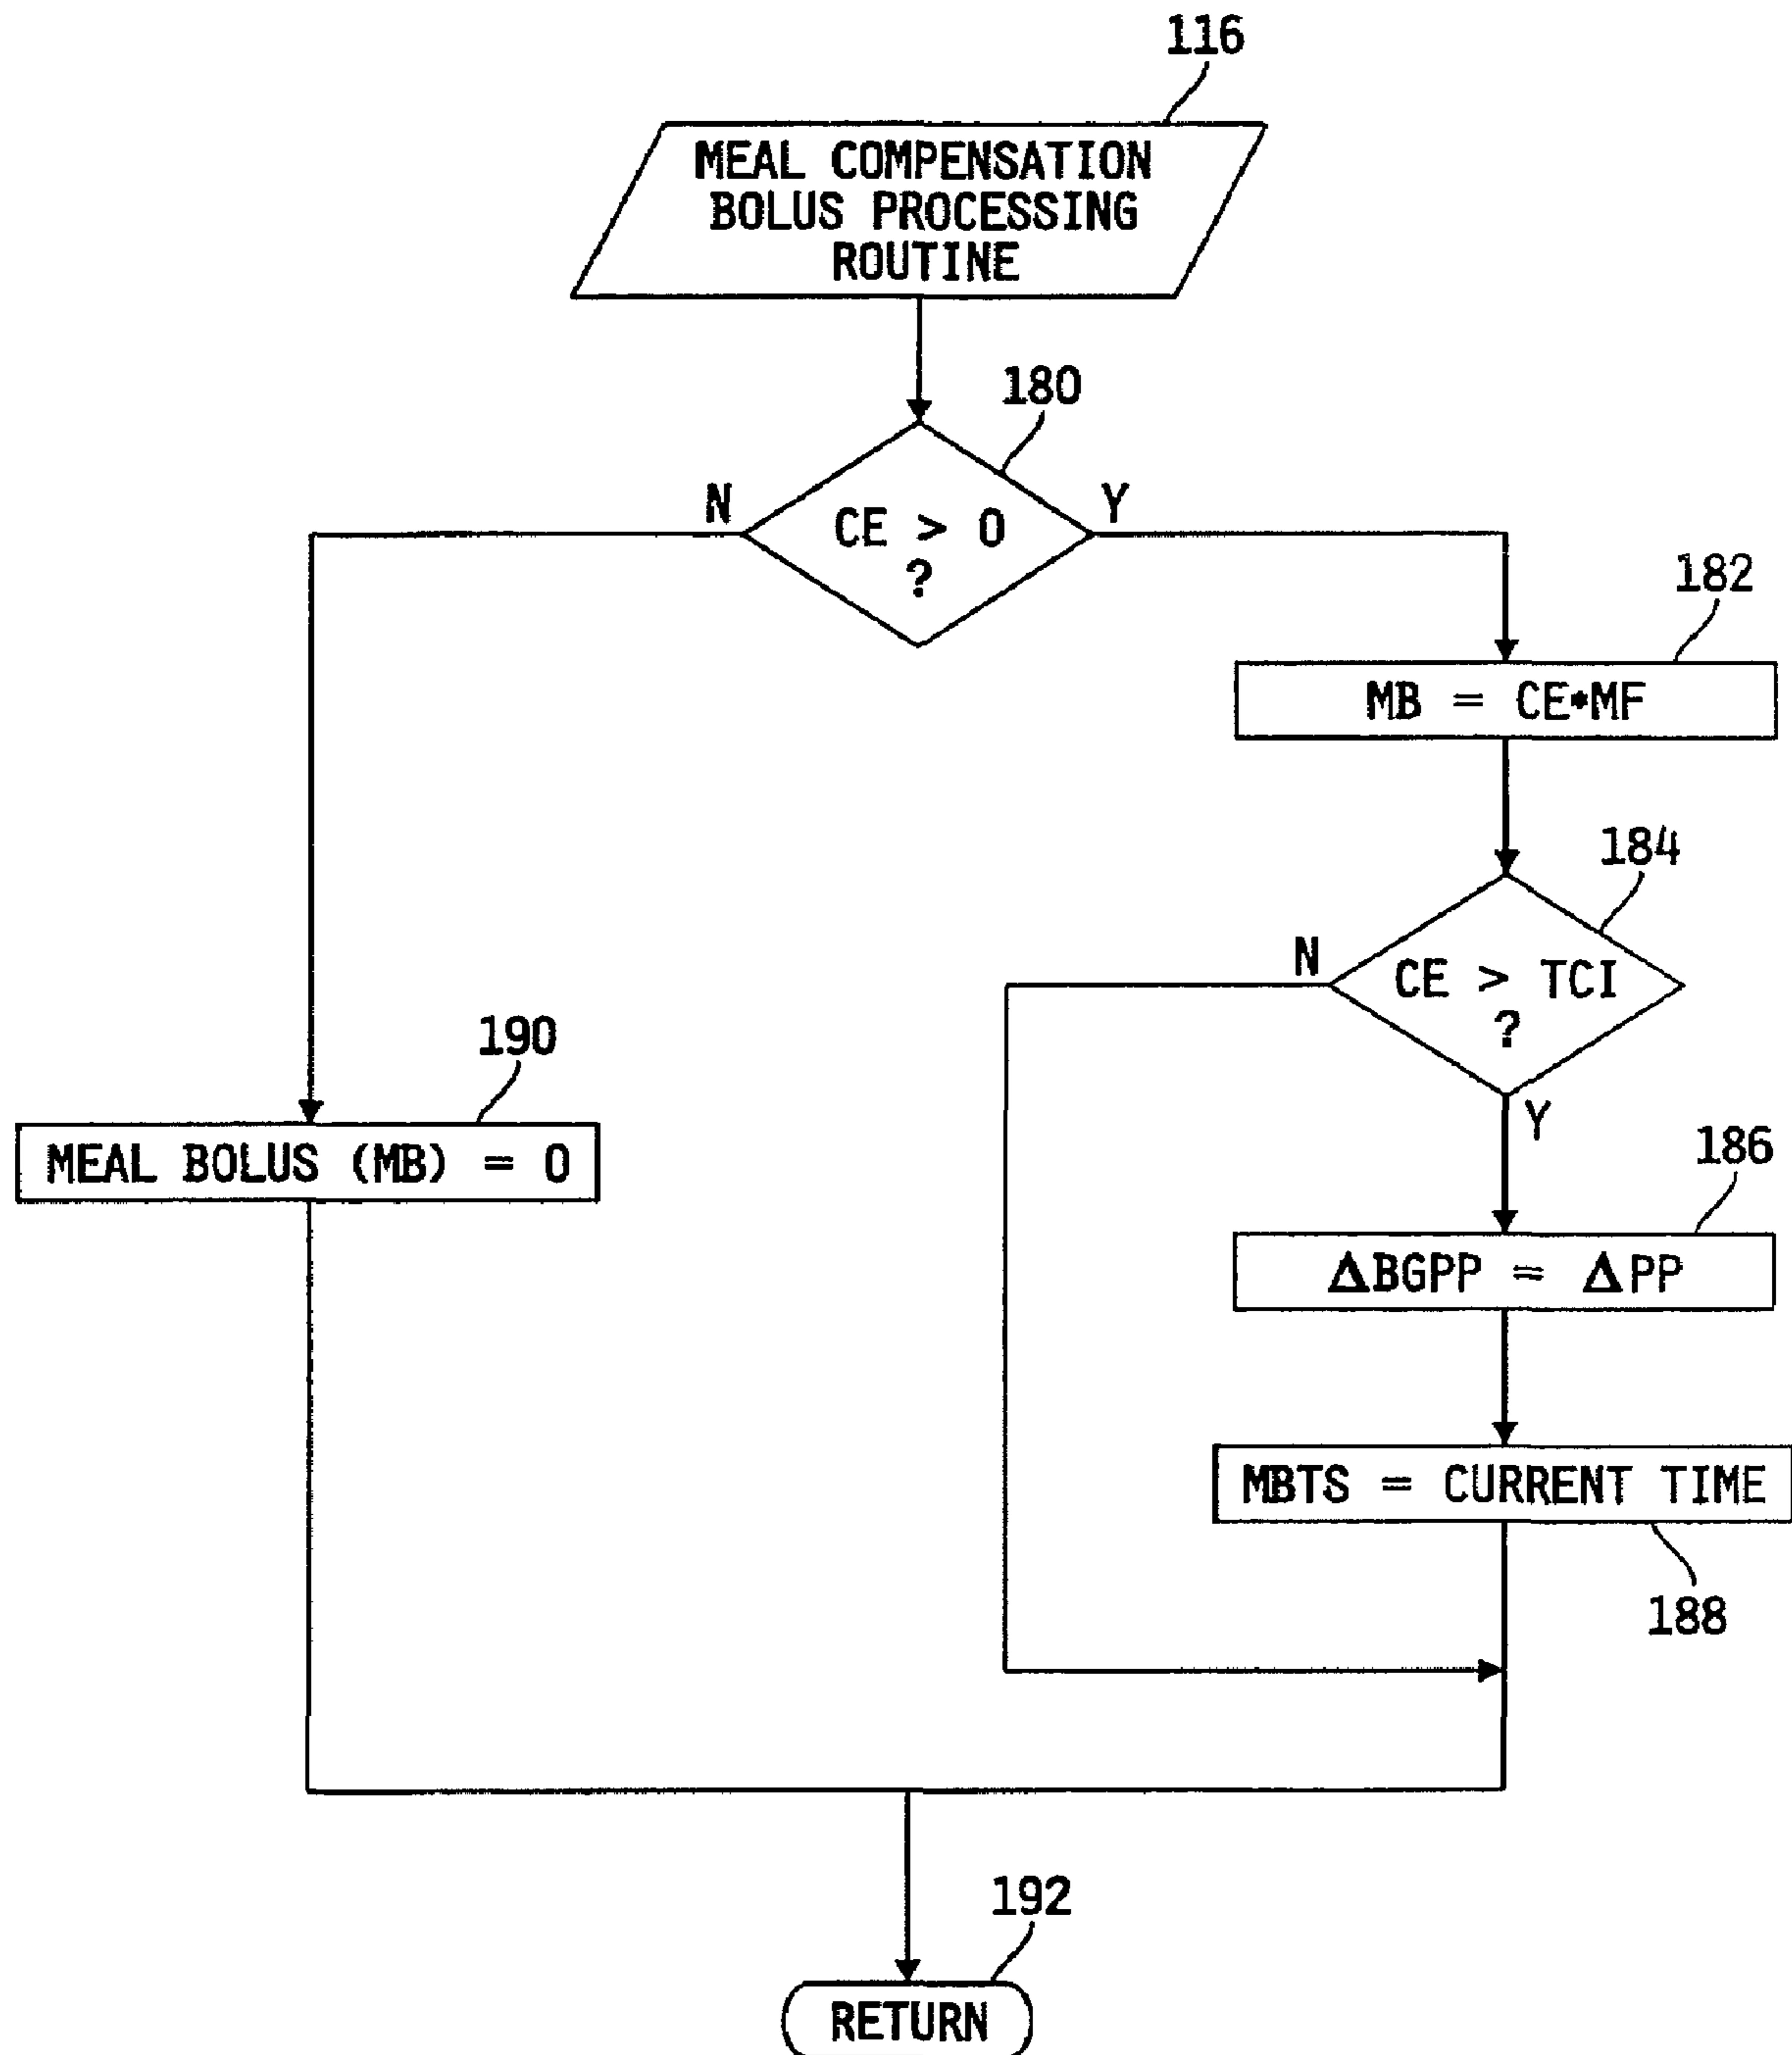 116
MEAL COMPENSATION
BOLUS PROCESSING
ROUTINE
180
N
Y
CE > 0
?
182
MB = CE*MF
184
N
CE > TCI
?
Y
190
MEAL BOLUS (MB) = 0
186
ΔBGPP = ΔPP
MBTS = CURRENT TIME
188
192
RETURN